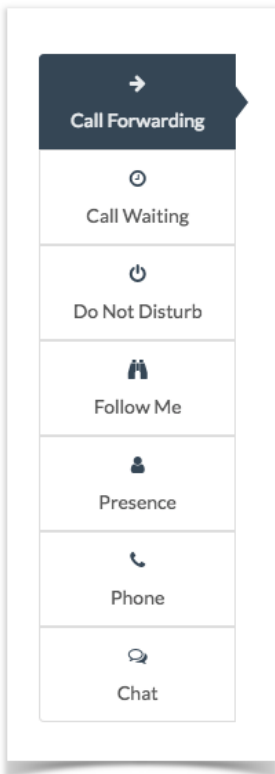 Call Forwarding
Call Waiting
Do Not Disturb
Follow Me
Presence
Phone
Chat